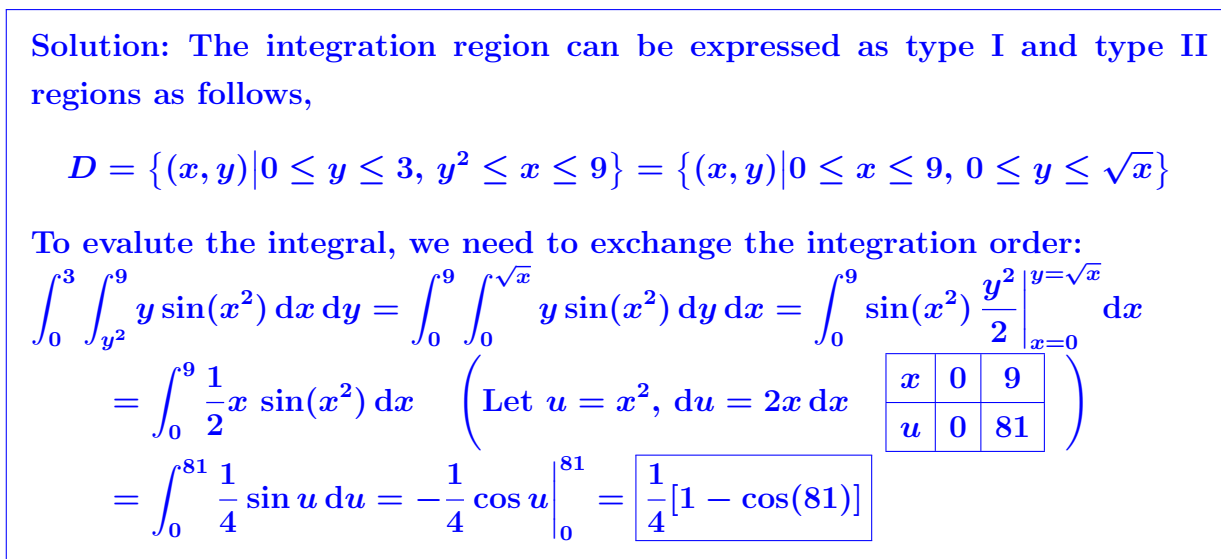 Solution: The integration region can be expressed as type I and type II
regions as follows,
D = {(x, y)|0 ≤ y ≤ 3, y² ≤ x ≤ 9} = {(x, y)|0 ≤ x ≤ 9, 0 ≤ y ≤ √x}
To evalute the integral, we need to exchange the integration order:
∫₀³ ∫_{y²}^9 y sin(x²) dx dy = ∫₀⁹ ∫₀^{√x} y sin(x²) dy dx = ∫₀⁹ sin(x²) y²/2 |_{x=0}^{y=√x} dx
= ∫₀⁹ 1/2 x sin(x²) dx (Let u = x², du = 2x dx x 0 9 u 0 81)
= ∫₀^{81} 1/4 sin u du = −1/4 cos u |₀^{81} = 1/4[1 − cos(81)]